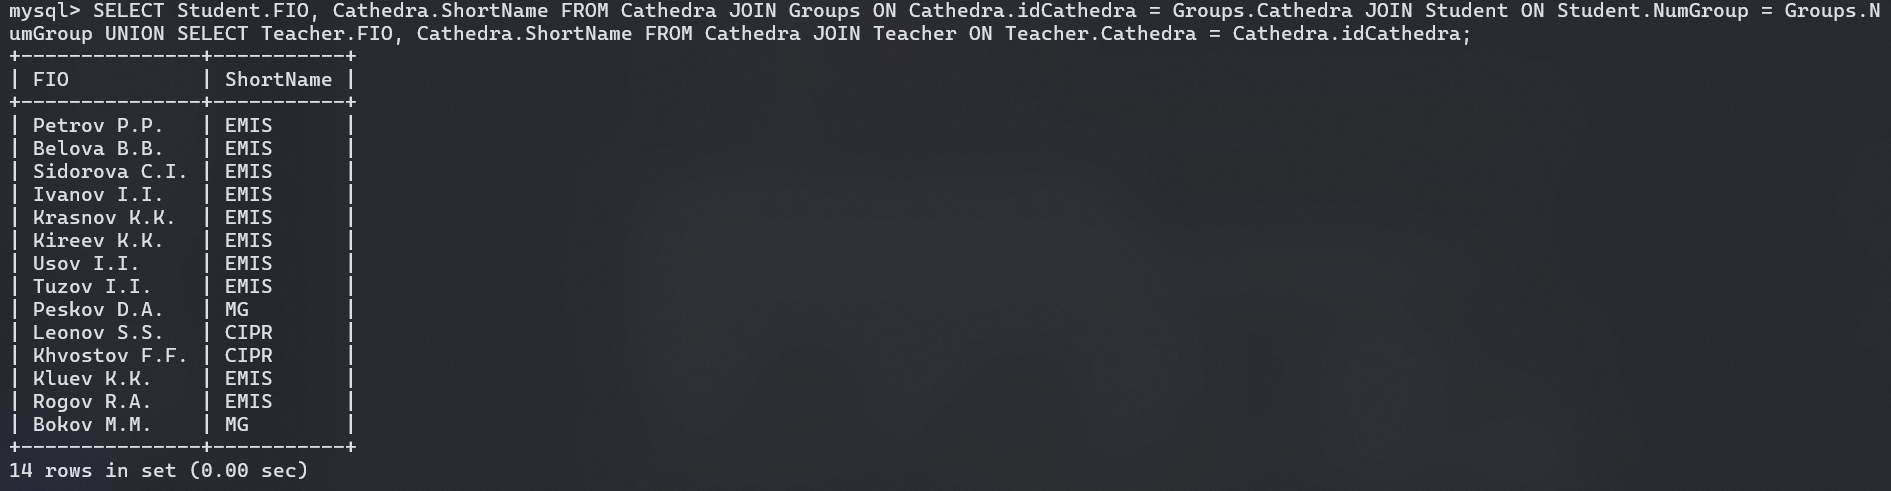 mysql> SELECT Student.FIO, Cathedra.ShortName FROM Cathedra JOIN Groups ON Cathedra.idCathedra = Groups.Cathedra JOIN Student ON Student.NumGroup = Groups.N
umGroup UNION SELECT Teacher.FIO, Cathedra.ShortName FROM Cathedra JOIN Teacher ON Teacher.Cathedra = Cathedra.idCathedra;
+---------------+-----------+
| FIO           | ShortName |
+---------------+-----------+
| Petrov P.P.   | EMIS      |
| Belova B.B.   | EMIS      |
| Sidorova C.I. | EMIS      |
| Ivanov I.I.   | EMIS      |
| Krasnov K.K.  | EMIS      |
| Kireev K.K.   | EMIS      |
| Usov I.I.     | EMIS      |
| Tuzov I.I.    | EMIS      |
| Peskov D.A.   | MG        |
| Leonov S.S.   | CIPR      |
| Khvostov F.F. | CIPR      |
| Kluev K.K.    | EMIS      |
| Rogov R.A.    | EMIS      |
| Bokov M.M.    | MG        |
+---------------+-----------+
14 rows in set (0.00 sec)